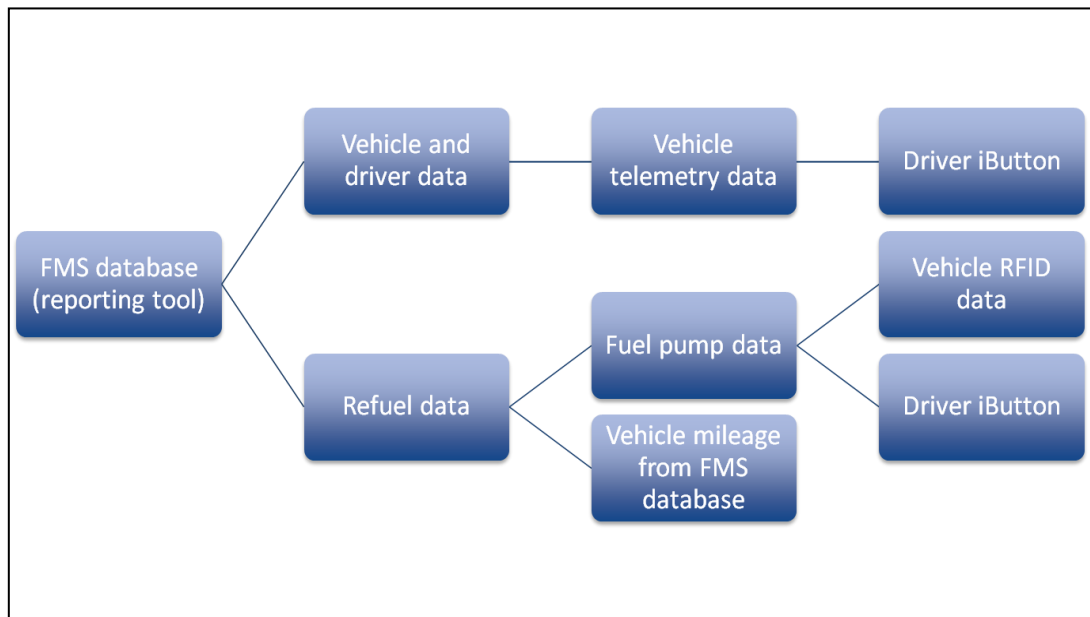 Vehicle and
driver data
Vehicle
telemetry data
Driver iButton
FMS database
(reporting tool)
Vehicle RFID
data
Fuel pump data
Refuel data
Driver iButton
Vehicle mileage
from FMS
database